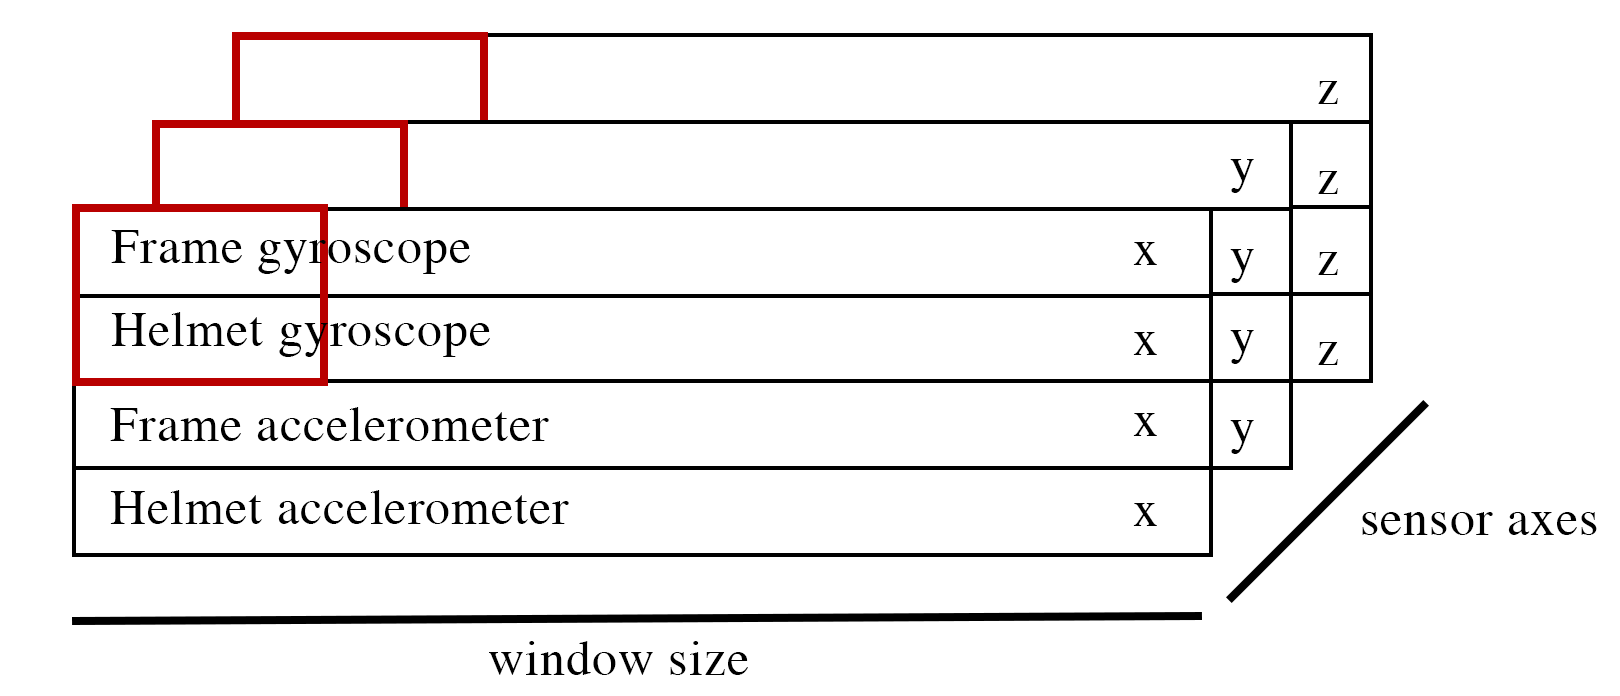 z
y z
Frame gyroscope x y z
Helmet gyroscope x y z
Frame accelerometer x y
Helmet accelerometer x
sensor axes
window size